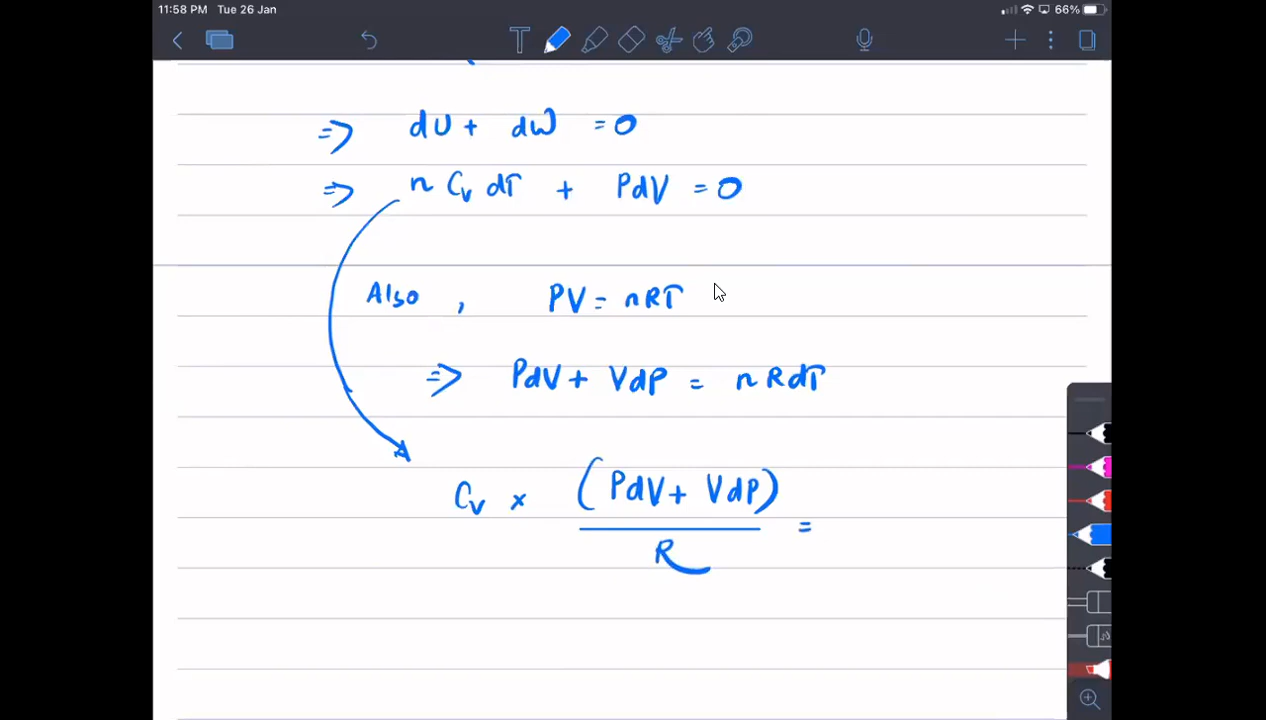 11:58 PM Tue 26 Jan 66%
=> dU + dW = 0
=> n Cv dT + PdV = 0
Also , PV = nRT
=> PdV + VdP = nRdT
Cv × (PdV + VdP) =
R